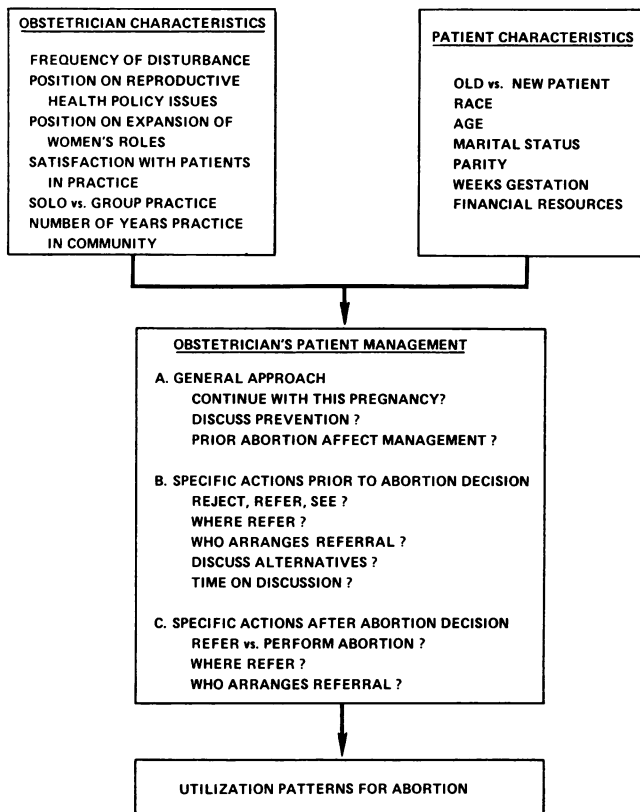 OBSTETRICIAN CHARACTERISTICS
FREQUENCY OF DISTURBANCE
POSITION ON REPRODUCTIVE
HEALTH POLICY ISSUES
POSITION ON EXPANSION OF
WOMEN'S ROLES
SATISFACTION WITH PATIENTS
IN PRACTICE
SOLO vs. GROUP PRACTICE
NUMBER OF YEARS PRACTICE
IN COMMUNITY
PATIENT CHARACTERISTICS
OLD vs. NEW PATIENT
RACE
AGE
MARITAL STATUS
PARITY
WEEKS GESTATION
FINANCIAL RESOURCES
OBSTETRICIAN'S PATIENT MANAGEMENT
A. GENERAL APPROACH
CONTINUE WITH THIS PREGNANCY?
DISCUSS PREVENTION ?
PRIOR ABORTION AFFECT MANAGEMENT ?
B. SPECIFIC ACTIONS PRIOR TO ABORTION DECISION
REJECT, REFER, SEE ?
WHERE REFER ?
WHO ARRANGES REFERRAL ?
DISCUSS ALTERNATIVES ?
TIME ON DISCUSSION ?
C. SPECIFIC ACTIONS AFTER ABORTION DECISION
REFER vs. PERFORM ABORTION ?
WHERE REFER ?
WHO ARRANGES REFERRAL ?
UTILIZATION PATTERNS FOR ABORTION